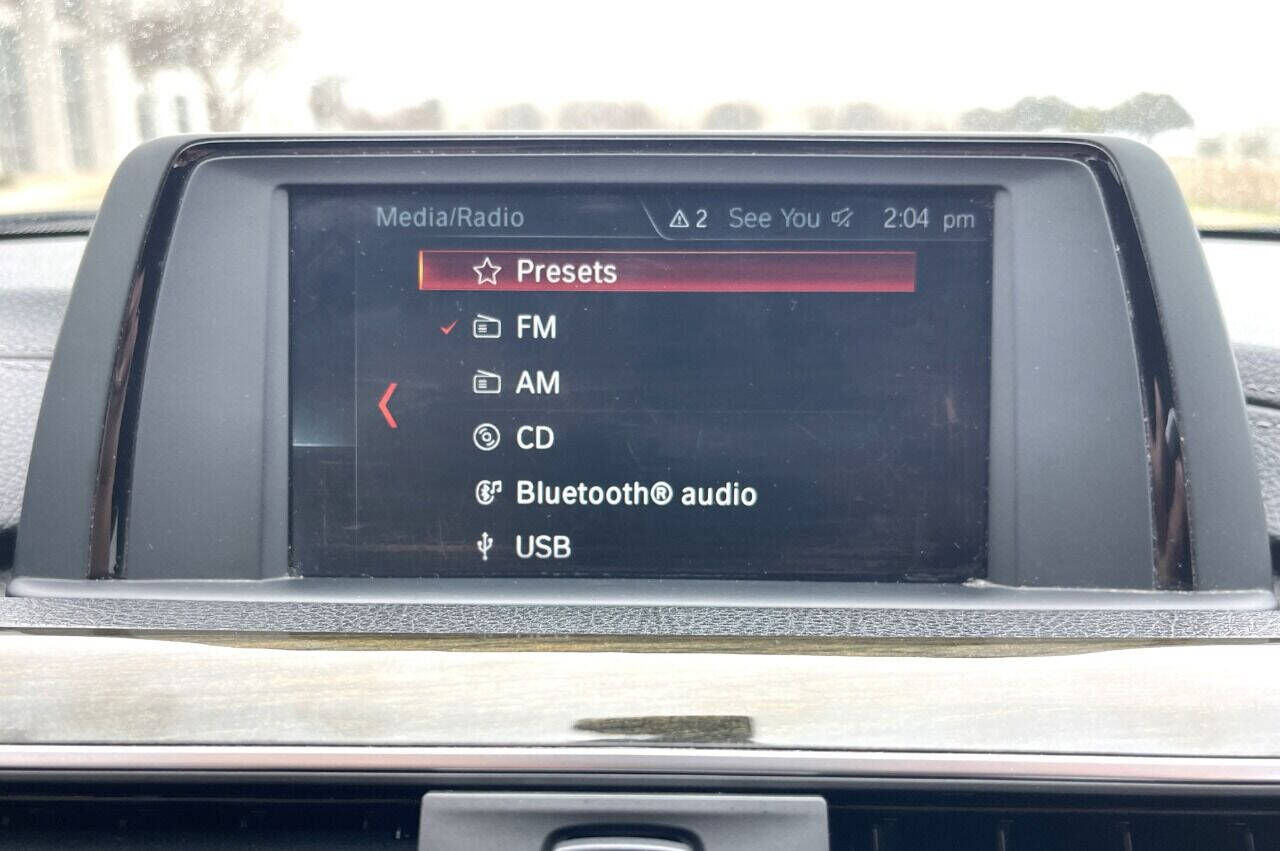 Media/Radio 2 See You 2:04 pm
Presets
FM
AM
CD
Bluetooth® audio
USB